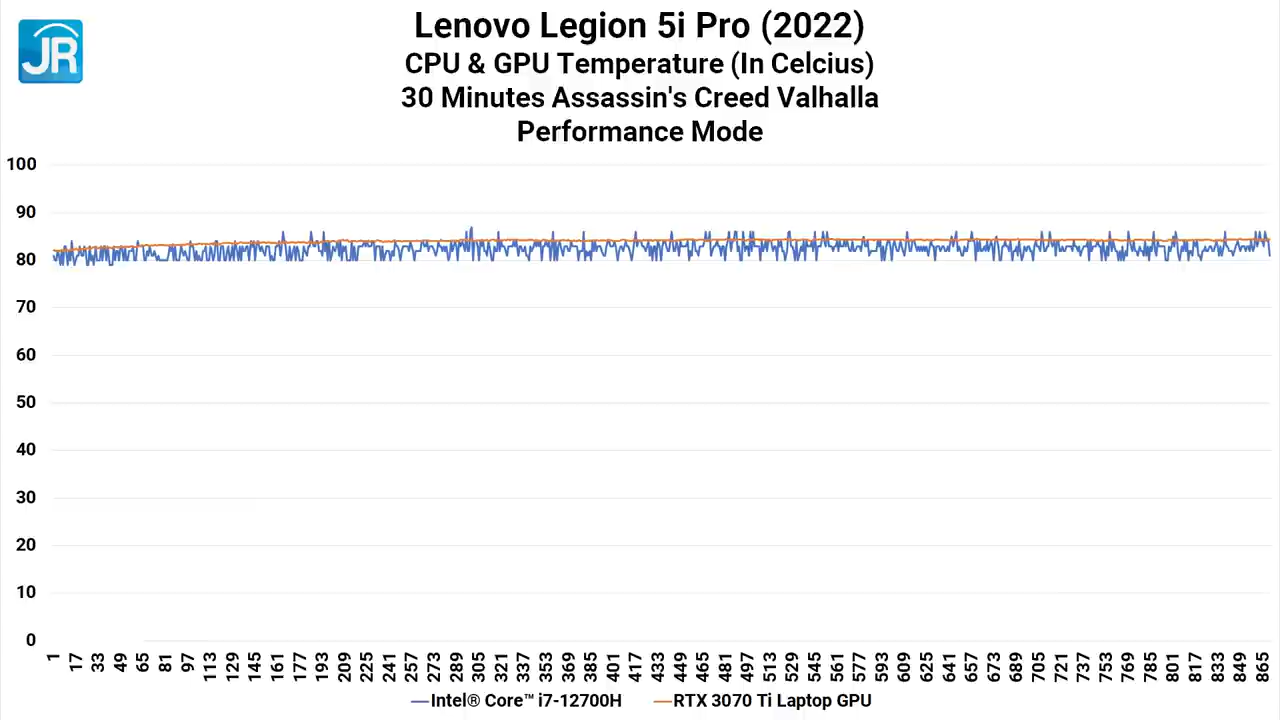 JR
Lenovo Legion 5i Pro (2022)
CPU & GPU Temperature (In Celcius)
30 Minutes Assassin's Creed Valhalla
Performance Mode
100
90
80
70
60
50
40
30
20
10
0
1 17 33 49 65 81 97 113 129 145 161 177 193 209 225 241 257 273 289 305 321 337 353 369 385 401 417 433 449 465 481 497 513 529 545 561 577 593 609 625 641 657 673 689 705 721 737 753 769 785 801 817 833 849 865
Intel® Core™ i7-12700H RTX 3070 Ti Laptop GPU